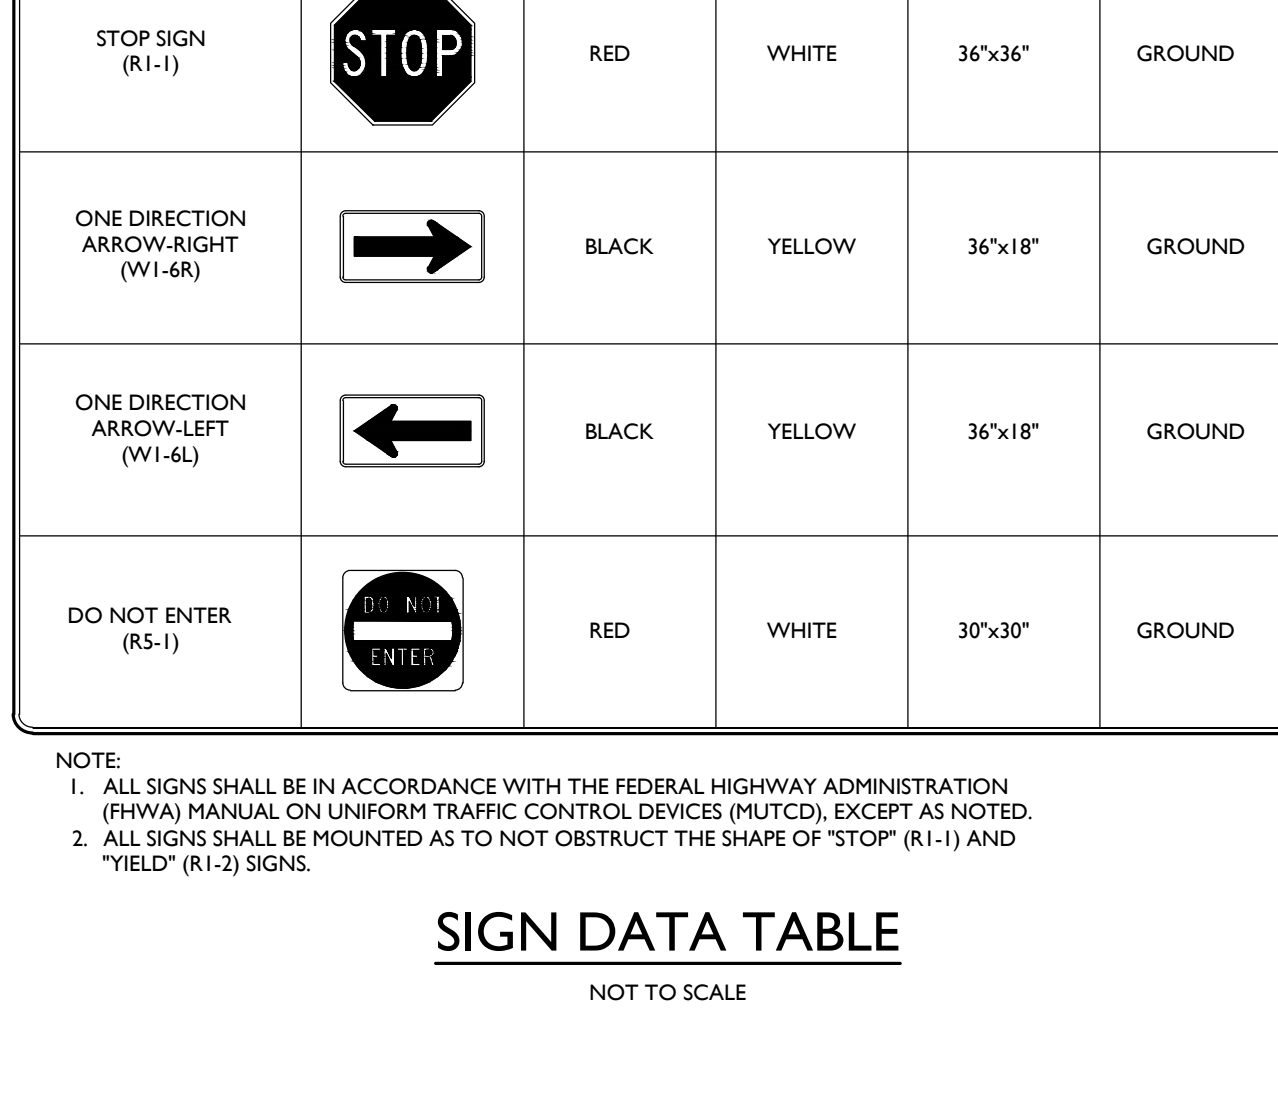 STOP SIGN
(R1-1)
STOP
RED
WHITE
36"x36"
GROUND
ONE DIRECTION
ARROW-RIGHT
(W1-6R)
BLACK
YELLOW
36"x18"
GROUND
ONE DIRECTION
ARROW-LEFT
(W1-6L)
BLACK
YELLOW
36"x18"
GROUND
DO NOT ENTER
(R5-1)
DO NOT
ENTER
RED
WHITE
30"x30"
GROUND
NOTE:
1. ALL SIGNS SHALL BE IN ACCORDANCE WITH THE FEDERAL HIGHWAY ADMINISTRATION
(FHWA) MANUAL ON UNIFORM TRAFFIC CONTROL DEVICES (MUTCD), EXCEPT AS NOTED.
2. ALL SIGNS SHALL BE MOUNTED AS TO NOT OBSTRUCT THE SHAPE OF "STOP" (R1-1) AND
"YIELD" (R1-2) SIGNS.
SIGN DATA TABLE
NOT TO SCALE